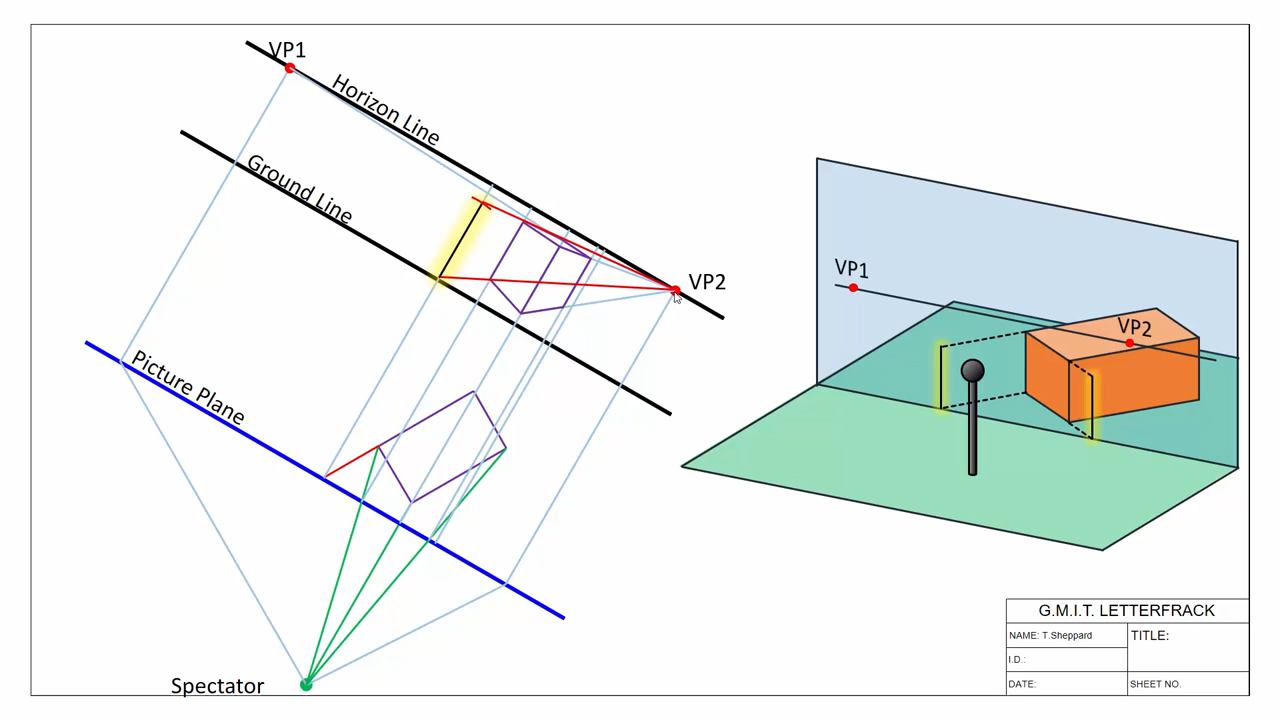 VP1
Horizon Line
Ground Line
VP2
Picture Plane
Spectator
VP1
VP2
G.M.I.T. LETTERFRACK
NAME: T.Sheppard
TITLE:
I.D.:
DATE:
SHEET NO.